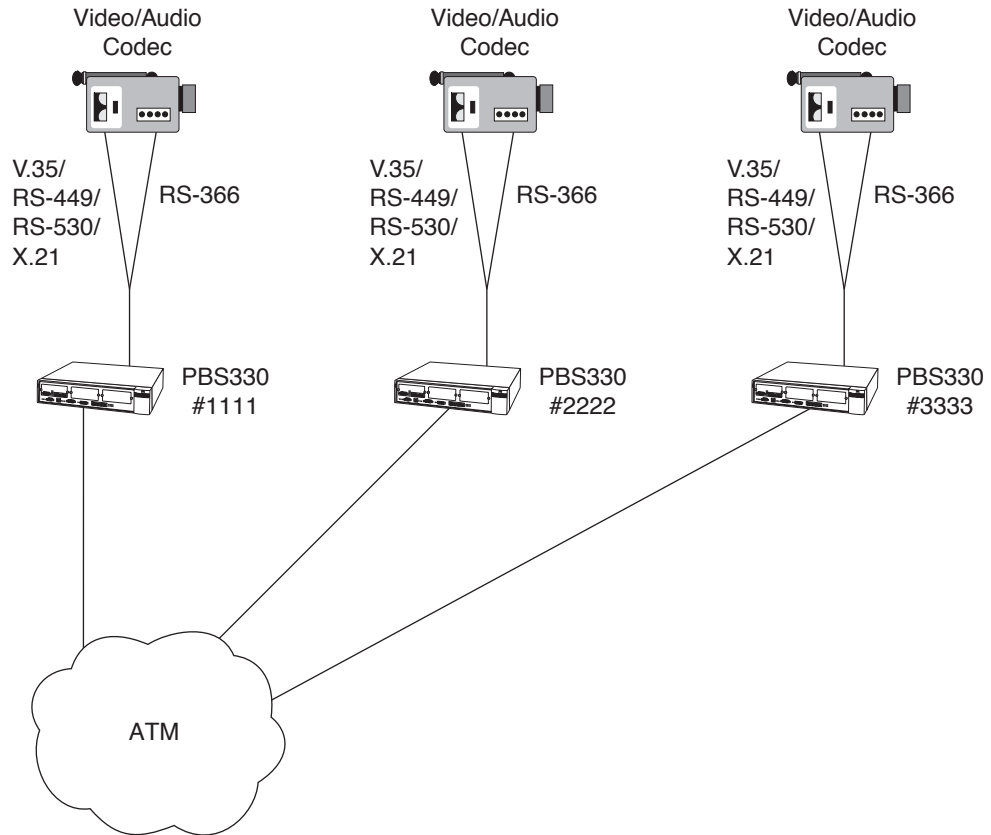 Video/Audio
Codec
Video/Audio
Codec
Video/Audio
Codec
V.35/
RS-449/
RS-530/
X.21
RS-366
V.35/
RS-449/
RS-530/
X.21
RS-366
V.35/
RS-449/
RS-530/
X.21
RS-366
PBS330
#1111
PBS330
#2222
PBS330
#3333
ATM